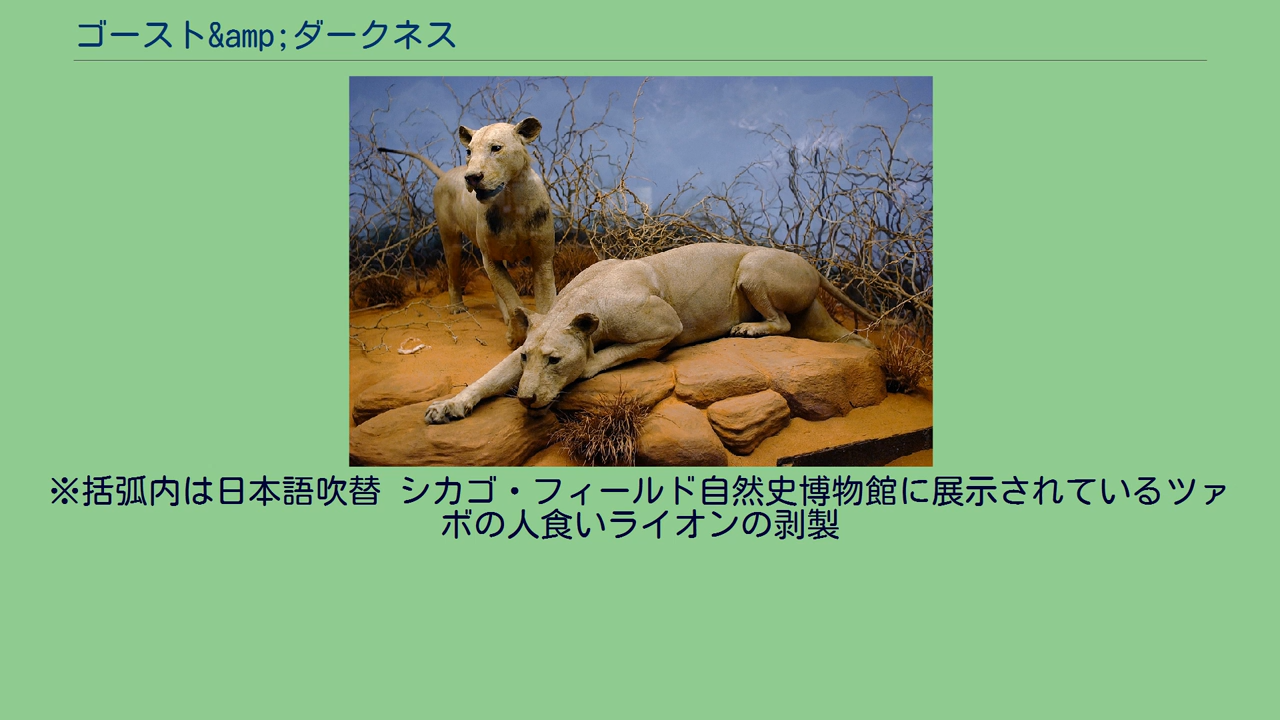 ゴースト&amp;ダークネス
※括弧内は日本語吹替 シカゴ・フィールド自然史博物館に展示されているツァ
ボの人食いライオンの剥製